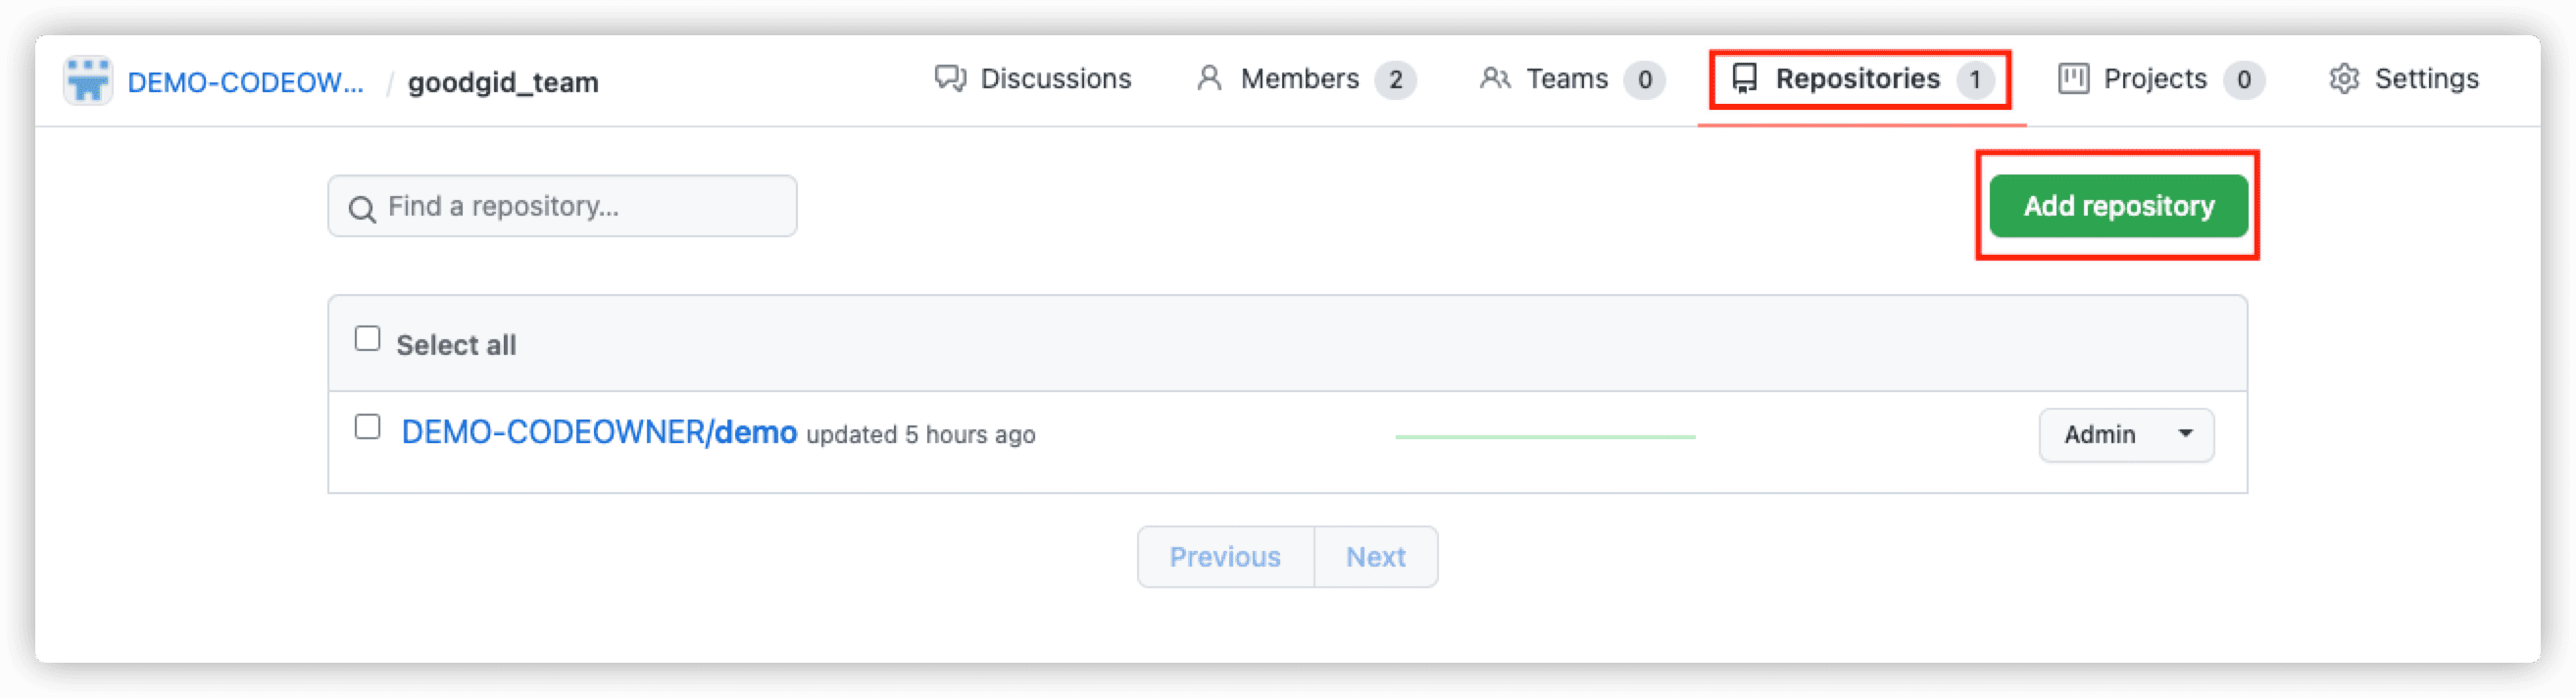 DEMO-CODEOW... / goodgid_team Discussions Members 2 Teams 0 Repositories 1 Projects 0 Settings
Find a repository... Add repository
Select all
DEMO-CODEOWNER/demo updated 5 hours ago Admin
Previous Next